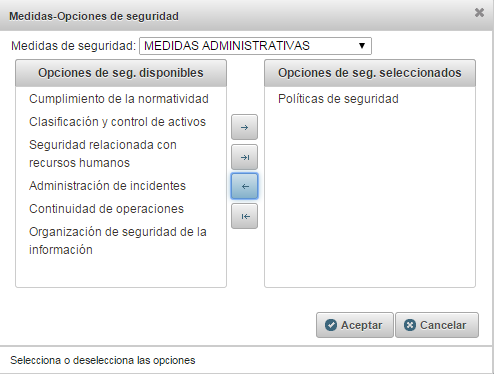 Medidas-Opciones de seguridad
Medidas de seguridad: MEDIDAS ADMINISTRATIVAS
Opciones de seg. disponibles
Cumplimiento de la normatividad
Clasificación y control de activos
Seguridad relacionada con
recursos humanos
Administración de incidentes
Continuidad de operaciones
Organización de seguridad de la
información
Opciones de seg. seleccionados
Políticas de seguridad
Aceptar
Cancelar
Selecciona o deselecciona las opciones